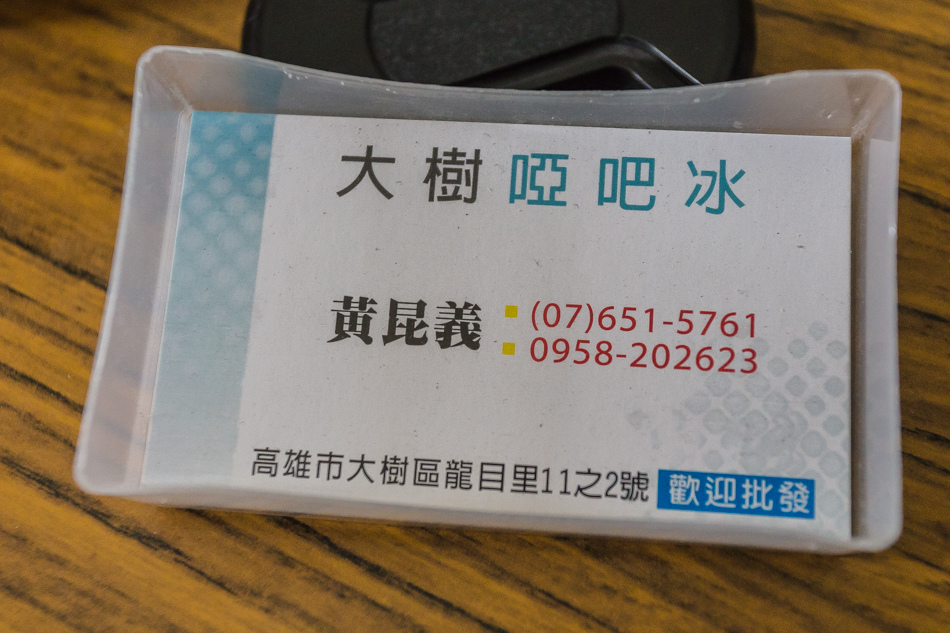 大樹啞吧冰
黃昆義
(07)651-5761
0958-202623
高雄市大樹區龍目里11之2號 歡迎批發